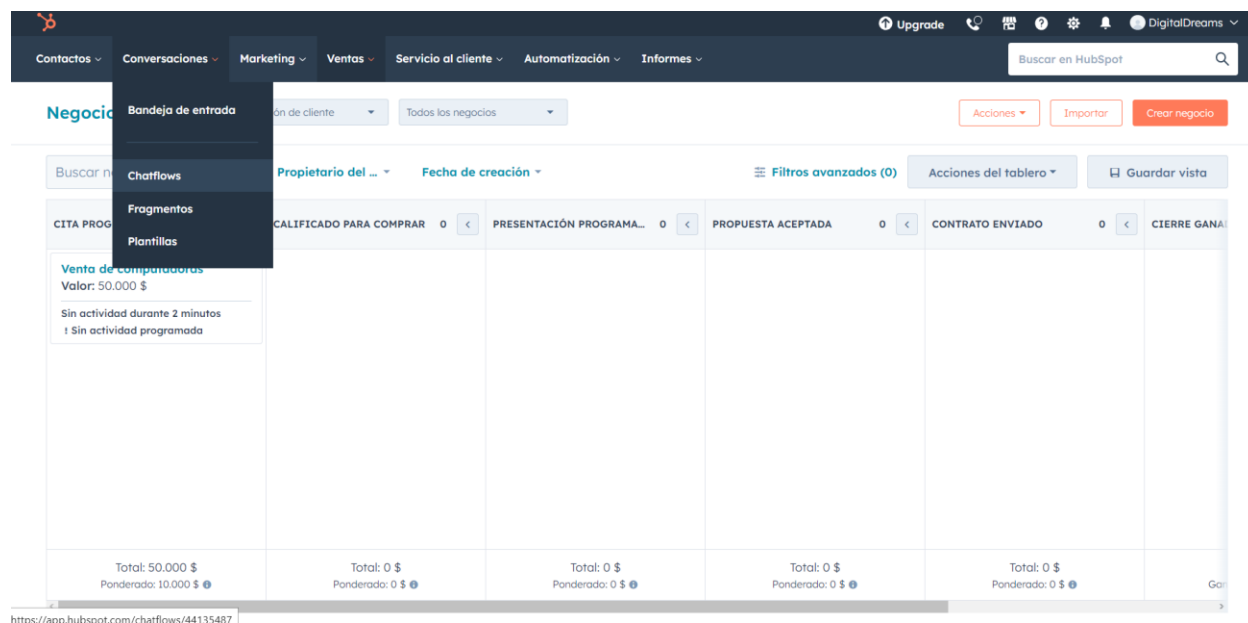 Upgrade
DigitalDreams
Contactos
Conversaciones
Marketing
Ventas
Servicio al cliente
Automatización
Informes
Buscar en HubSpot
Negocio
Bandeja de entrada
ón de cliente
Todos los negocios
Acciones
Importar
Crear negocio
Buscar n
Chatflows
Propietario del ...
Fecha de creación
Filtros avanzados (0)
Acciones del tablero
Guardar vista
Fragmentos
Plantillas
CITA PROG
CALIFICADO PARA COMPRAR 0
PRESENTACIÓN PROGRAMA... 0
PROPUESTA ACEPTADA 0
CONTRATO ENVIADO 0
CIERRE GANA
Venta de computadoras
Valor: 50.000 $
Sin actividad durante 2 minutos
! Sin actividad programada
Total: 50.000 $
Ponderado: 10.000 $
Total: 0 $
Ponderado: 0 $
Total: 0 $
Ponderado: 0 $
Total: 0 $
Ponderado: 0 $
Total: 0 $
Ponderado: 0 $
Gan
https://app.hubspot.com/chatflows/44135487